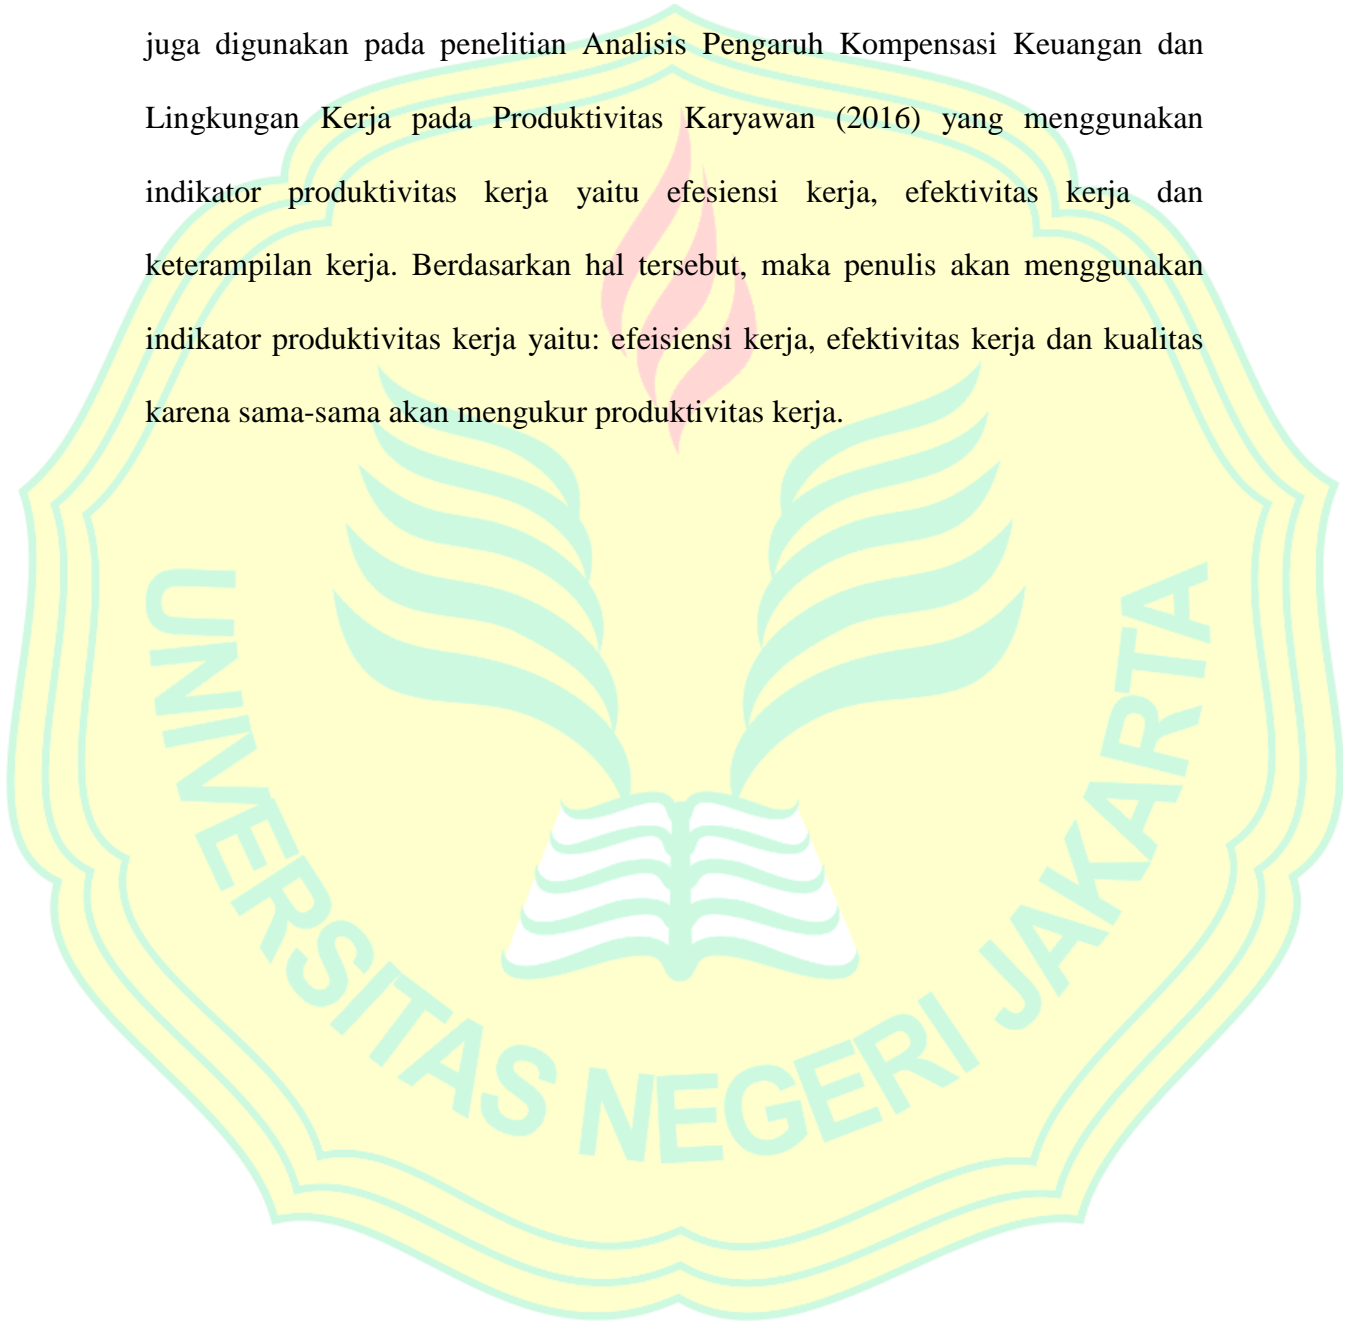 juga digunakan pada penelitian Analisis Pengaruh Kompensasi Keuangan dan
Lingkungan Kerja pada Produktivitas Karyawan (2016) yang menggunakan
indikator produktivitas kerja yaitu efesiensi kerja, efektivitas kerja dan
keterampilan kerja. Berdasarkan hal tersebut, maka penulis akan menggunakan
indikator produktivitas kerja yaitu: efeisiensi kerja, efektivitas kerja dan kualitas
karena sama-sama akan mengukur produktivitas kerja.
UNIVERSITAS NEGERI JAKARTA